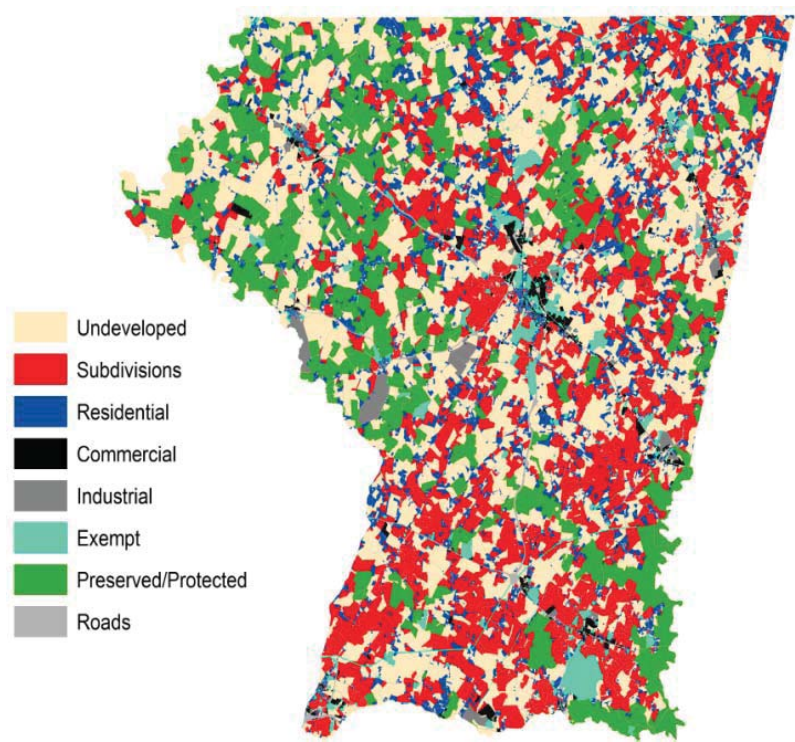 Undeveloped
Subdivisions
Residential
Commercial
Industrial
Exempt
Preserved/Protected
Roads